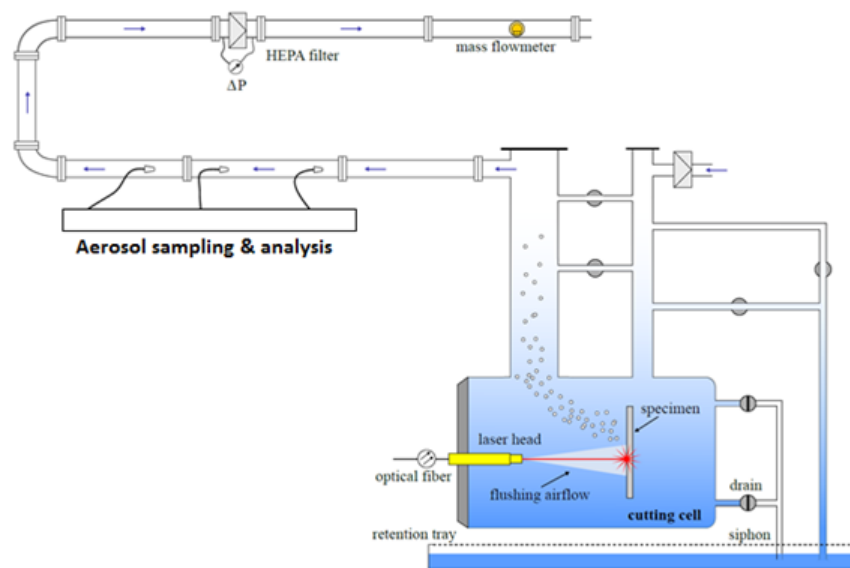 HEPA filter
mass flowmeter
ΔP
Aerosol sampling & analysis
specimen
laser head
optical fiber
flushing airflow
drain
cutting cell
retention tray
siphon